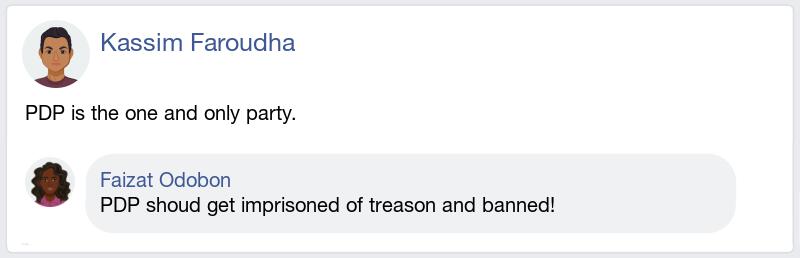 Kassim Faroudha
PDP is the one and only party.
Faizat Odobon
PDP shoud get imprisoned of treason and banned!